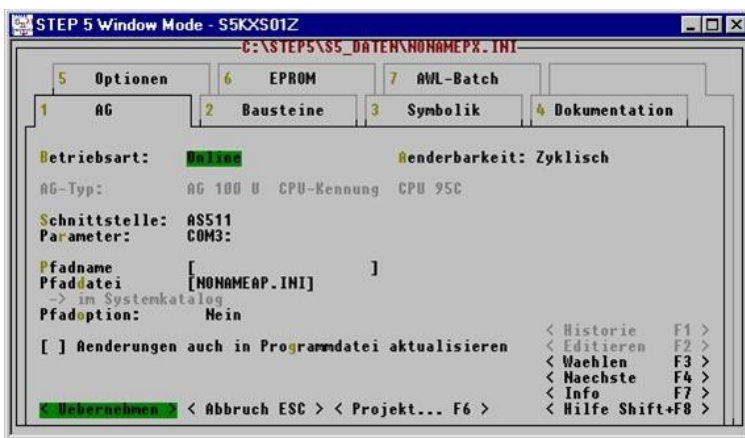 STEP 5 Window Mode - S5KXS01Z
C:\STEP5\S5_DATEN\NONAMEPX.INI
5 Optionen 6 EPROM 7 AWL-Batch
1 AG 2 Bausteine 3 Symbolik 4 Dokumentation
Betriebsart: Online Aenderbarkeit: Zyklisch
AG-Typ: AG 100 U CPU-Kennung CPU 95C
Schnittstelle: AS511
Parameter: COM3:
Pfadname [ ]
Pfaddatei [NONAMEAP.INI]
-> im Systemkatalog
Pfadoption: Nein
< Historie F1 >
[ ] Aenderungen auch in Programmdatei aktualisieren < Editieren F2 >
< Waehlen F3 >
< Naechste F4 >
< Info F7 >
< Uebernehmen > < Abbruch ESC > < Projekt... F6 > < Hilfe Shift+F8 >